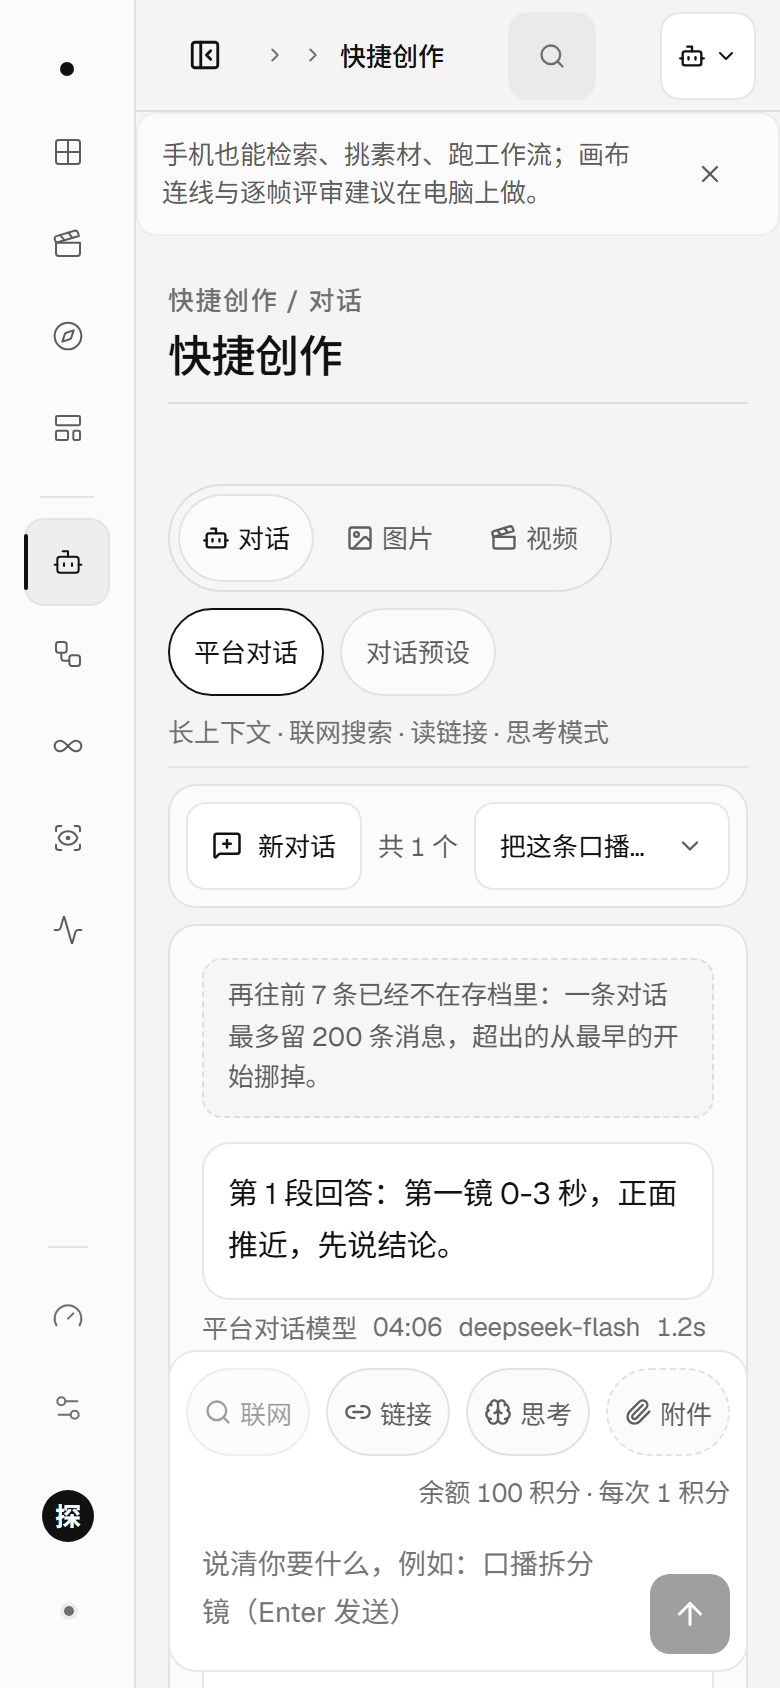 快捷创作
手机也能检索、挑素材、跑工作流；画布
连线与逐帧评审建议在电脑上做。
快捷创作 / 对话
快捷创作
对话 图片 视频
平台对话 对话预设
长上下文 · 联网搜索 · 读链接 · 思考模式
新对话 共 1 个 把这条口播...
再往前 7 条已经不在存档里：一条对话
最多留 200 条消息，超出的从最早的开
始挪掉。
第 1 段回答：第一镜 0-3 秒，正面
推近，先说结论。
平台对话模型 04:06 deepseek-flash 1.2s
联网 链接 思考 附件
余额 100 积分 · 每次 1 积分
说清你要什么，例如：口播拆分
镜（Enter 发送）
探